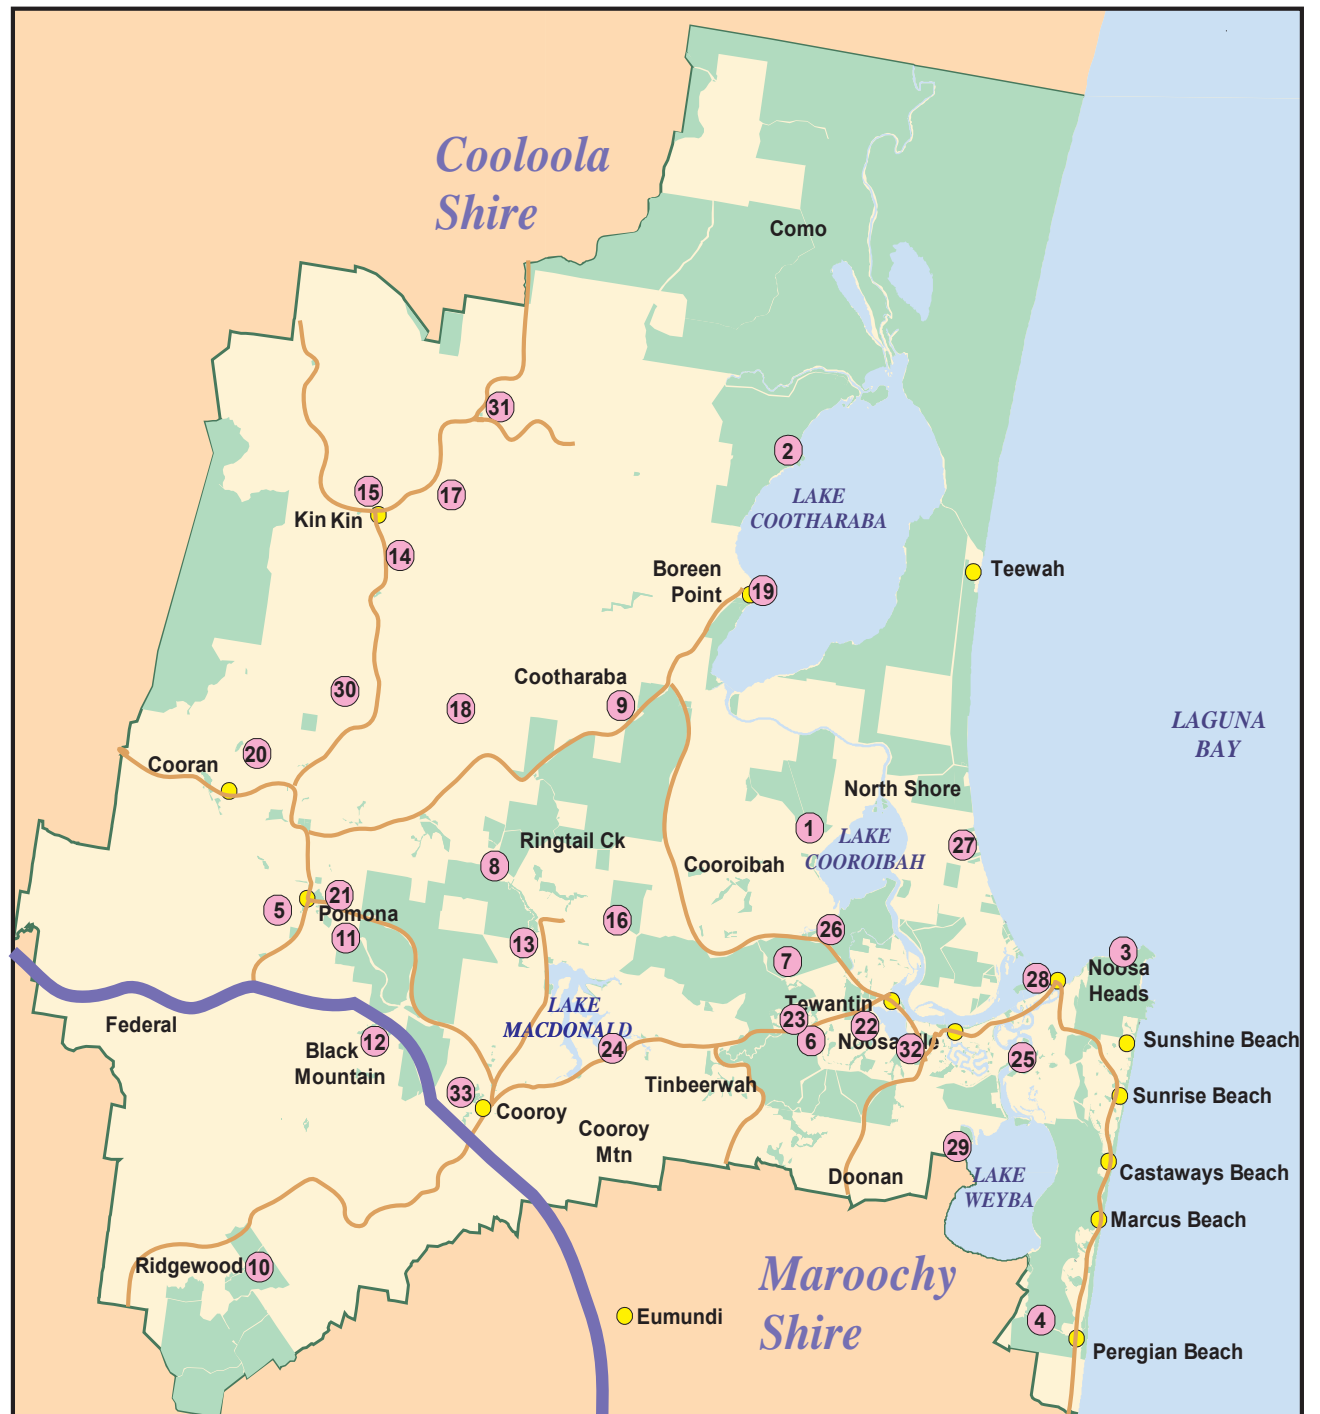 Cooloola
Shire
Como
31
2
15
17
LAKE
COOTHARABA
Kin Kin
14
Boreen
Point
19
Teewah
Cootharaba
30
18
9
LAGUNA
BAY
20
Cooran
North Shore
1
LAKE
COOROIBAH
27
Ringtail Ck
8
Cooroibah
21
5
Pomona
11
16
13
26
7
3
Noosa
Heads
28
Tewantin
LAKE
MACDONALD
Federal
23
22
6
Noosaville
32
12
Black
Mountain
24
25
Sunshine Beach
Tinbeerwah
33
Cooroy
Sunrise Beach
Cooroy
Mtn
29
Doonan
LAKE
WEYBA
Castaways Beach
Marcus Beach
Ridgewood
10
Maroochy
Shire
Eumundi
4
Peregian Beach